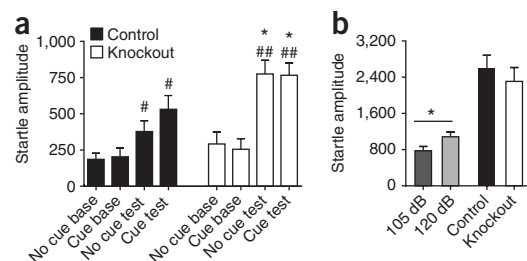 a
Control
Knockout
Startle amplitude
1,000
750
500
250
0
#
#
*
##
*
##
No cue base
Cue base
No cue test
Cue test
No cue base
Cue base
No cue test
Cue test
b
Startle amplitude
3,200
2,400
1,600
800
0
*
105 dB
120 dB
Control
Knockout